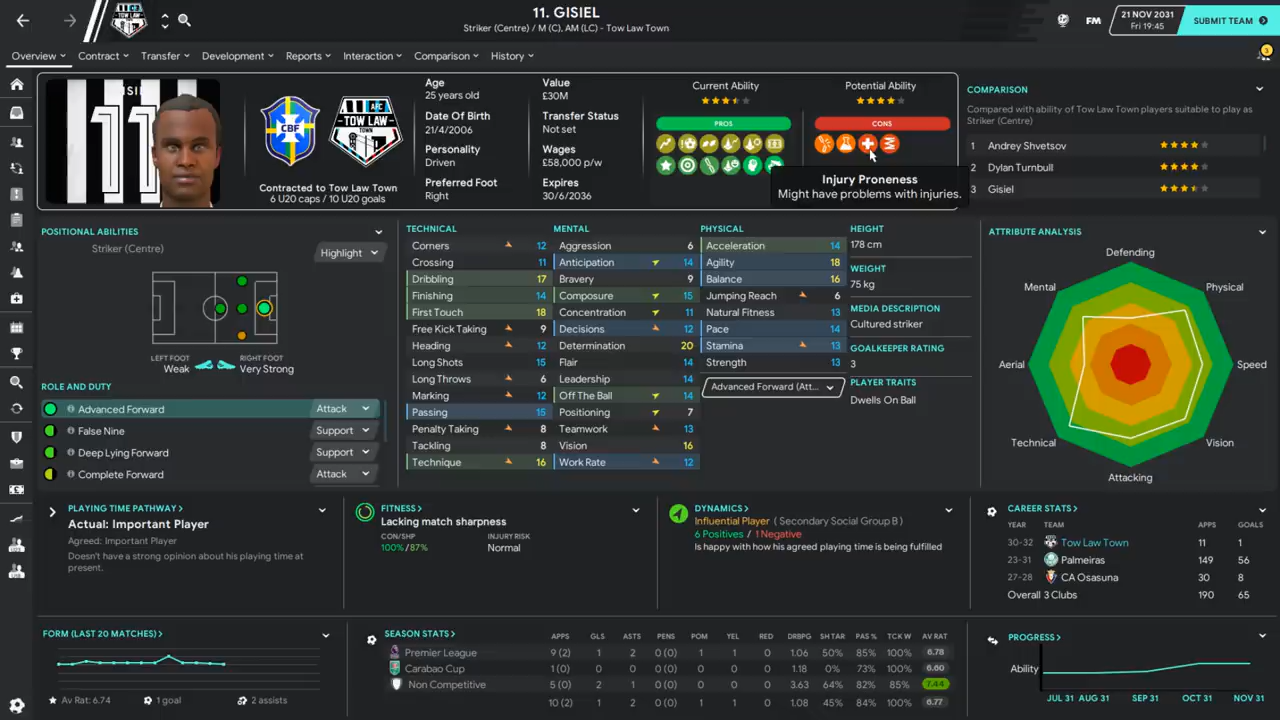 11. GISIEL
Striker (Centre) / M (C), AM (LC) - Tow Law Town
FM
21 NOV 2031
Fri 19:45
SUBMIT TEAM
3
Overview
Contract
Transfer
Development
Reports
Interaction
Comparison
History
11
CBF
AFC
TOW LAW
TOWN
Contracted to Tow Law Town
6 U20 caps / 10 U20 goals
Age
25 years old
Date Of Birth
21/4/2006
Personality
Driven
Preferred Foot
Right
Value
£30M
Transfer Status
Not set
Wages
£58,000 p/w
Expires
30/6/2036
Current Ability
PROS
Potential Ability
CONS
Injury Proneness
Might have problems with injuries.
COMPARISON
Compared with ability of Tow Law Town players suitable to play as
Striker (Centre)
1 Andrey Shvetsov
2 Dylan Turnbull
3 Gisiel
POSITIONAL ABILITIES
Striker (Centre)
Highlight
LEFT FOOT
Weak
RIGHT FOOT
Very Strong
ROLE AND DUTY
Advanced Forward Attack
False Nine Support
Deep Lying Forward Support
Complete Forward Attack
TECHNICAL
Corners 12
Crossing 11
Dribbling 17
Finishing 14
First Touch 18
Free Kick Taking 9
Heading 12
Long Shots 15
Long Throws 6
Marking 12
Passing 15
Penalty Taking 8
Tackling 8
Technique 16
MENTAL
Aggression 6
Anticipation 14
Bravery 9
Composure 15
Concentration 11
Decisions 12
Determination 20
Flair 14
Leadership 14
Off The Ball 14
Positioning 7
Teamwork 13
Vision 16
Work Rate 12
PHYSICAL
Acceleration 14
Agility 18
Balance 16
Jumping Reach 6
Natural Fitness 13
Pace 14
Stamina 13
Strength 13
Advanced Forward (Att...
HEIGHT
178 cm
WEIGHT
75 kg
MEDIA DESCRIPTION
Cultured striker
GOALKEEPER RATING
3
PLAYER TRAITS
Dwells On Ball
ATTRIBUTE ANALYSIS
Defending
Mental
Physical
Aerial
Speed
Technical
Vision
Attacking
PLAYING TIME PATHWAY>
Actual: Important Player
Agreed: Important Player
Doesn't have a strong opinion about his playing time at
present.
FITNESS>
Lacking match sharpness
CON/SHP
100%/87%
INJURY RISK
Normal
DYNAMICS>
Influential Player ( Secondary Social Group B )
6 Positives / 1 Negative
Is happy with how his agreed playing time is being fulfilled
CAREER STATS>
YEAR TEAM APPS GOALS
30-32 Tow Law Town 11 1
23-31 Palmeiras 149 56
27-28 CA Osasuna 30 8
Overall 3 Clubs 190 65
FORM (LAST 20 MATCHES)>
Av Rat: 6.74 1 goal 2 assists
SEASON STATS>
APPS GLS ASTS PENS POM YEL RED DRBPG SH TAR PAS % TCK W AV RAT
Premier League 9 (2) 1 2 0 (0) 1 1 0 1.06 50% 85% 100% 6.78
Carabao Cup 1 (0) 0 0 0 (0) 0 0 0 1.18 0% 73% 100% 6.60
Non Competitive 5 (0) 2 1 0 (0) 0 0 0 3.63 64% 82% 85% 7.44
10 (2) 1 2 0 (0) 1 1 0 1.08 45% 84% 100% 6.77
PROGRESS>
Ability
JUL 31 AUG 31 SEP 31 OCT 31 NOV 31